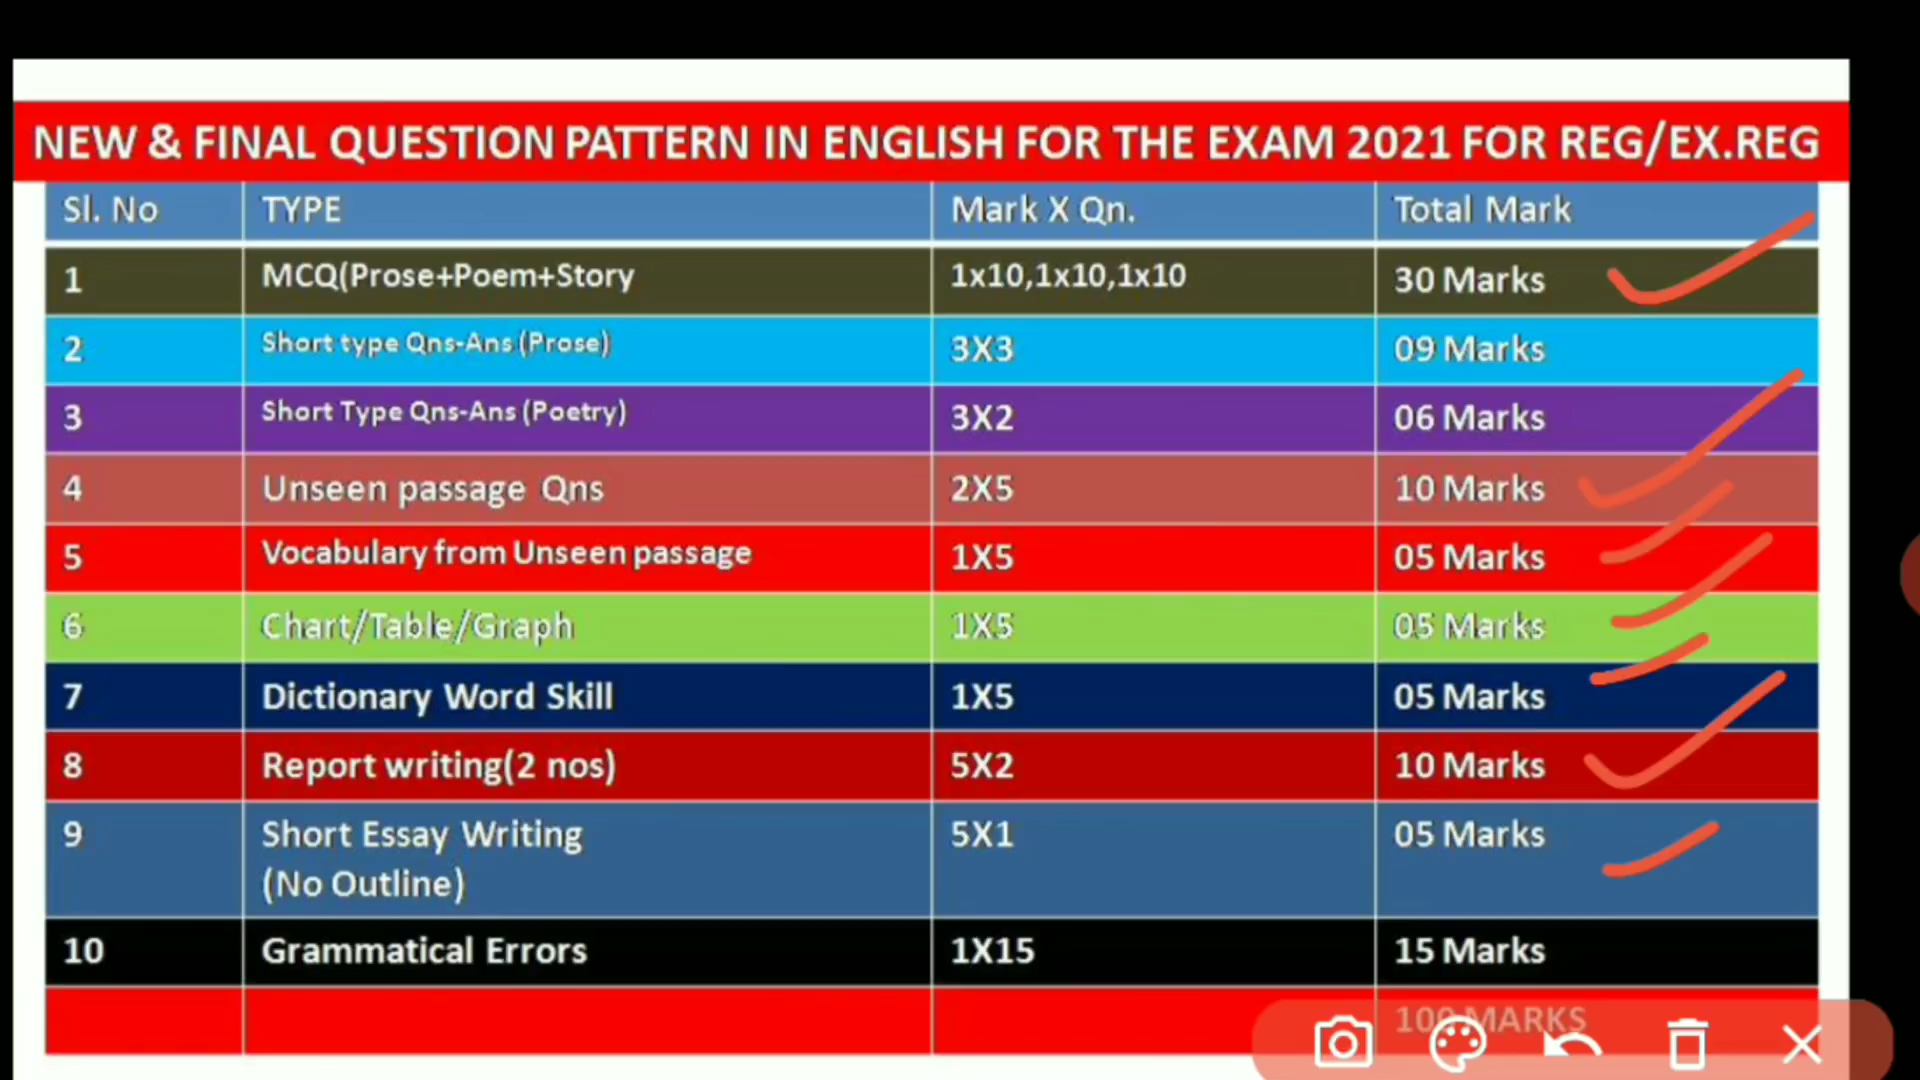 NEW & FINAL QUESTION PATTERN IN ENGLISH FOR THE EXAM 2021 FOR REG/EX.REG
Sl. No TYPE Mark X Qn. Total Mark
1 MCQ(Prose+Poem+Story 1x10,1x10,1x10 30 Marks
2 Short type Qns-Ans (Prose) 3X3 09 Marks
3 Short Type Qns-Ans (Poetry) 3X2 06 Marks
4 Unseen passage Qns 2X5 10 Marks
5 Vocabulary from Unseen passage 1X5 05 Marks
6 Chart/Table/Graph 1X5 05 Marks
7 Dictionary Word Skill 1X5 05 Marks
8 Report writing(2 nos) 5X2 10 Marks
9 Short Essay Writing 5X1 05 Marks
(No Outline)
10 Grammatical Errors 1X15 15 Marks
100 MARKS